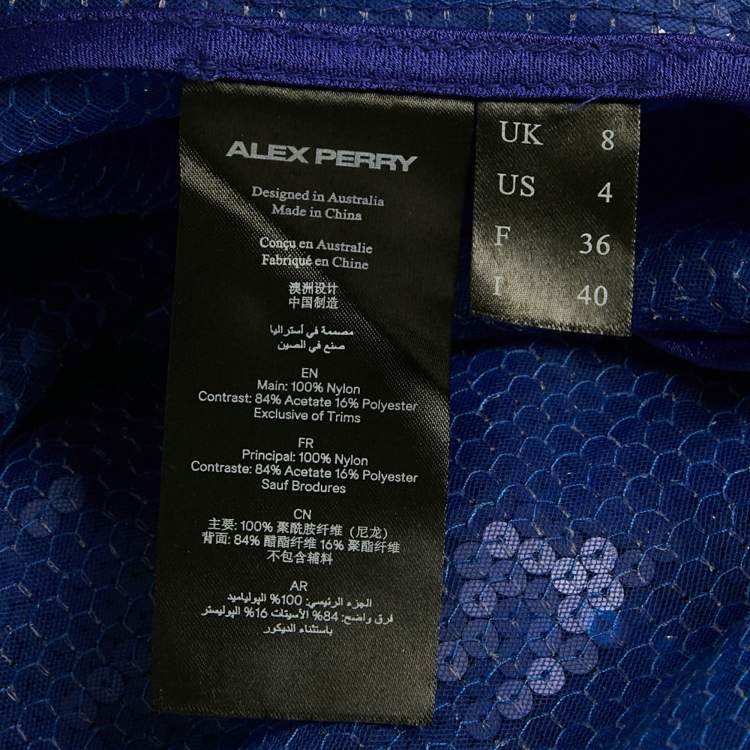 ALEX PERRY
Designed in Australia
Made in China
Conçu en Australie
Fabriqué en Chine
澳洲设计
中国制造
مصممة في أستراليا
صنع في الصين
EN
Main: 100% Nylon
Contrast: 84% Acetate 16% Polyester
Exclusive of Trims
FR
Principal: 100% Nylon
Contraste: 84% Acetate 16% Polyester
Sauf Brodures
CN
主要: 100% 聚酰胺纤维（尼龙）
背面: 84% 醋酯纤维 16% 聚酯纤维
不包含辅料
AR
الجزء الرئيسي: 100% البولياميد
فرق واضح: 84% الأسيتات 16% البوليستر
باستثناء الديكور
UK 8
US 4
F 36
I 40